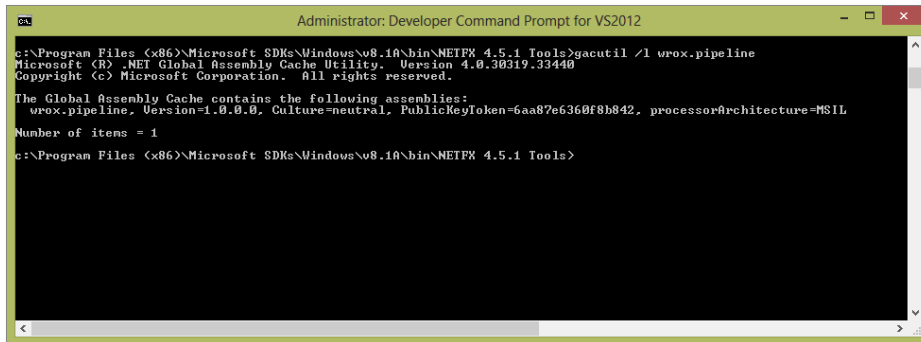 Administrator: Developer Command Prompt for VS2012
c:\Program Files (x86)\Microsoft SDKs\Windows\v8.1A\bin\NETFX 4.5.1 Tools>gacutil /l wrox.pipeline
Microsoft (R) .NET Global Assembly Cache Utility.  Version 4.0.30319.33440
Copyright (c) Microsoft Corporation.  All rights reserved.
The Global Assembly Cache contains the following assemblies:
  wrox.pipeline, Version=1.0.0.0, Culture=neutral, PublicKeyToken=6aa87e6360f8b842, processorArchitecture=MSIL
Number of items = 1
c:\Program Files (x86)\Microsoft SDKs\Windows\v8.1A\bin\NETFX 4.5.1 Tools>